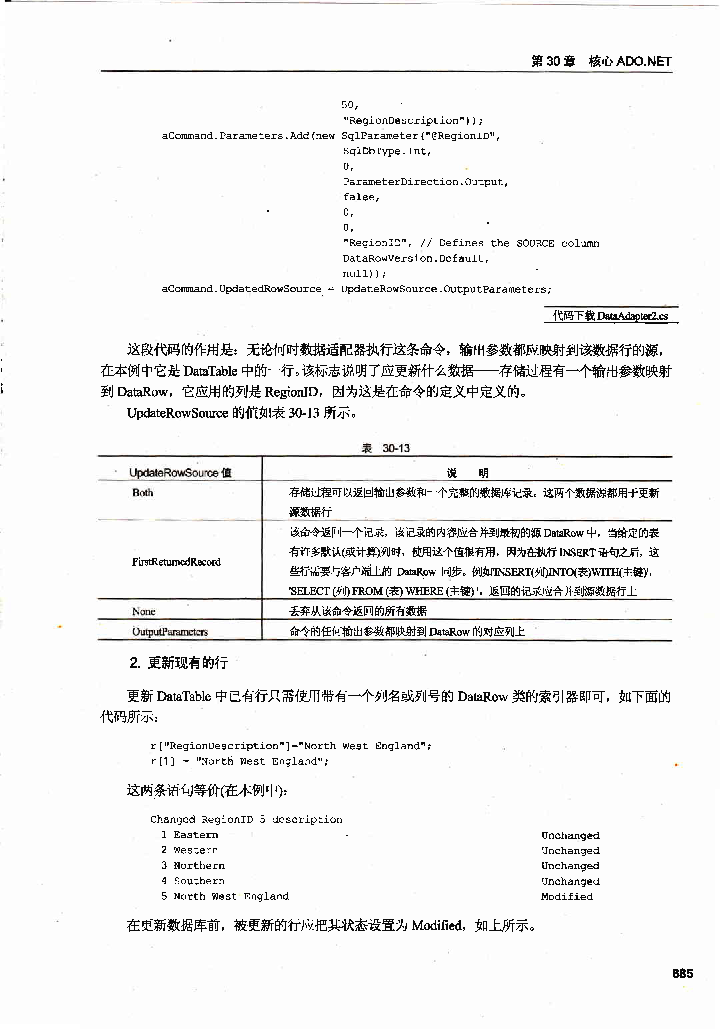 第 30 章 核心 ADO.NET
50,
"RegionDescription"));
aCommand.Parameters.Add(new SqlParameter("@RegionID",
SqlDbType.Int,
0,
ParameterDirection.Output,
false,
0,
0,
"RegionID", // Defines the SOURCE column
DataRowVersion.Default,
null));
aCommand.UpdatedRowSource = UpdateRowSource.OutputParameters;
代码下载 DataAdapter2.cs
这段代码的作用是：无论何时数据适配器执行这条命令，输出参数都应映射到该数据行的源，
在本例中它是 DataTable 中的一行。该标志说明了应更新什么数据——存储过程有一个输出参数映射
到 DataRow，它应用的列是 RegionID，因为这是在命令的定义中定义的。
UpdateRowSource 的值如表 30-13 所示。
表 30-13
UpdateRowSource 值 说 明
Both 存储过程可以返回输出参数和一个完整的数据库记录。这两个数据源都用于更新
源数据行
该命令返回一个记录，该记录的内容应合并到最初的源 DataRow 中，当给定的表
有许多默认(或计算)列时，使用这个值很有用，因为在执行 INSERT 语句之后，这
FirstReturnedRecord 些行需要与客户端上的 DataRow 同步。例如'INSERT(列)INTO(表)WITH(主键)',
'SELECT (列) FROM (表) WHERE (主键) '，返回的记录应合并到源数据行上
None 丢弃从该命令返回的所有数据
OutputParameters 命令的任何输出参数都映射到 DataRow 的对应列上
2. 更新现有的行
更新 DataTable 中已有行只需使用带有一个列名或列号的 DataRow 类的索引器即可，如下面的
代码所示：
r["RegionDescription"]="North West England";
r[1] = "North West England";
这两条语句等价(在本例中)：
Changed RegionID 5 description
1 Eastern Unchanged
2 Western Unchanged
3 Northern Unchanged
4 Southern Unchanged
5 North West England Modified
在更新数据库前，被更新的行应把其状态设置为 Modified，如上所示。
885